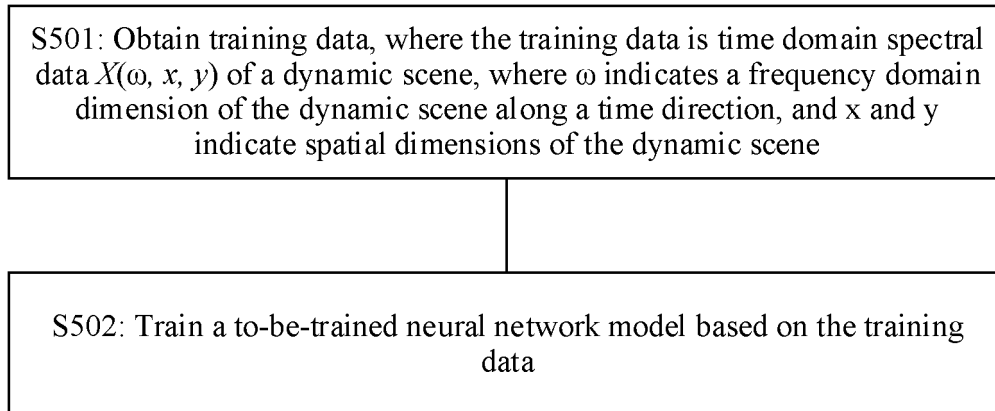 S501: Obtain training data, where the training data is time domain spectral
data X(ω, x, y) of a dynamic scene, where ω indicates a frequency domain
dimension of the dynamic scene along a time direction, and x and y
indicate spatial dimensions of the dynamic scene
S502: Train a to-be-trained neural network model based on the training
data